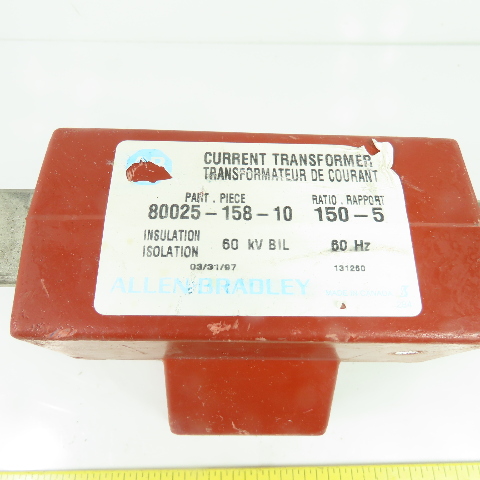 CURRENT TRANSFORMER
TRANSFORMATEUR DE COURANT
PART . PIECE RATIO . RAPPORT
80025-158-10 150-5
INSULATION
ISOLATION 60 kV BIL 60 Hz
03/31/97 131260
ALLEN-BRADLEY